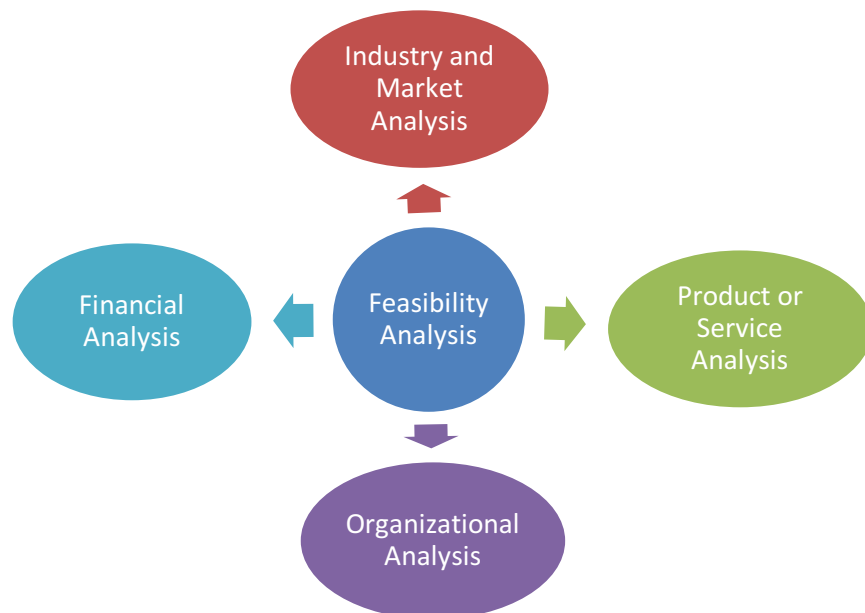 Industry and
Market
Analysis
Financial
Analysis
Feasibility
Analysis
Product or
Service
Analysis
Organizational
Analysis